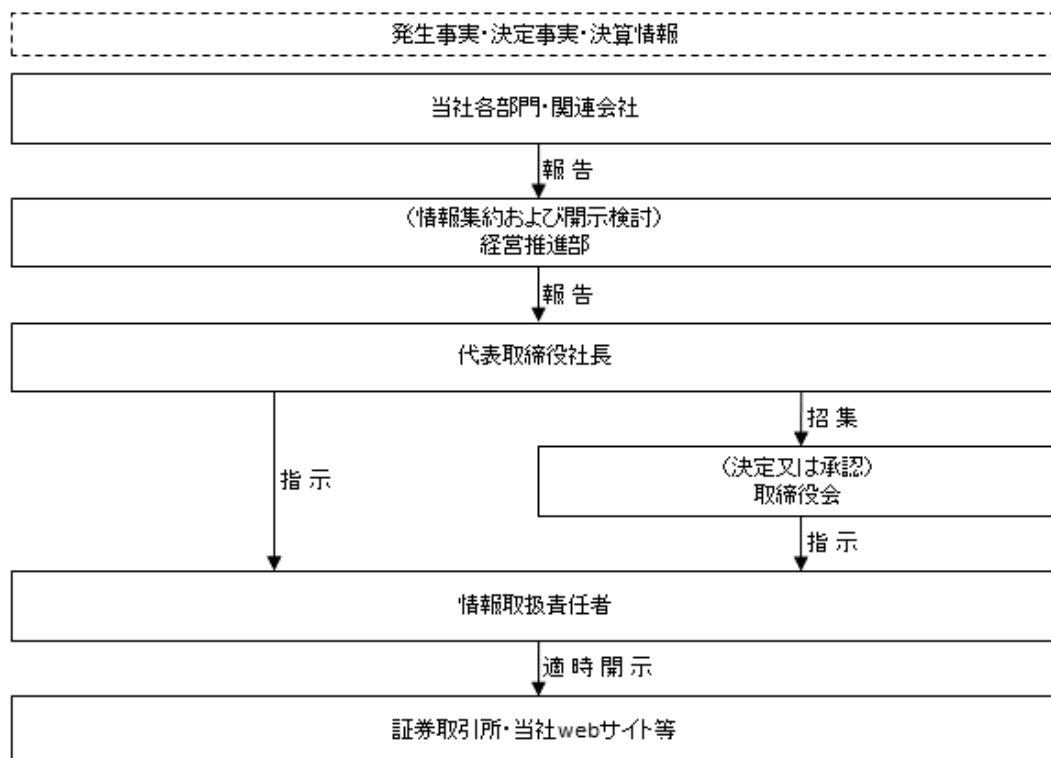 発生事実・決定事実・決算情報
当社各部門・関連会社
報告
(情報集約および開示検討)
経営推進部
報告
代表取締役社長
招集
指示
(決定又は承認)
取締役会
指示
情報取扱責任者
適時開示
証券取引所・当社webサイト等